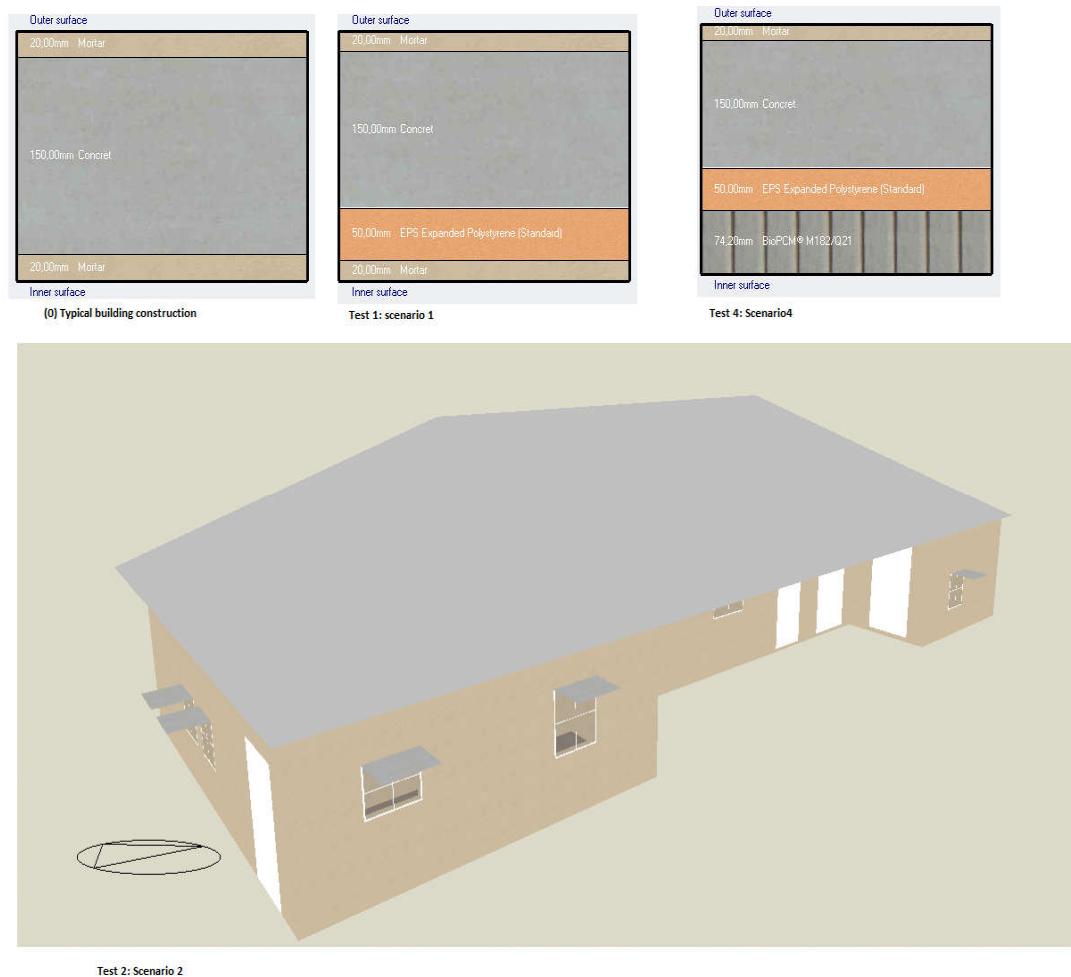 Outer surface
20,00mm Mortar
150,00mm Concret
20,00mm Mortar
Inner surface
(0) Typical building construction
Outer surface
20,00mm Mortar
150,00mm Concret
50,00mm EPS Expanded Polystyrene (Standard)
20,00mm Mortar
Inner surface
Test 1: scenario 1
Outer surface
20,00mm Mortar
150,00mm Concret
50,00mm EPS Expanded Polystyrene (Standard)
74,20mm BioPCM® M182/Q21
Inner surface
Test 4: Scenario4
Test 2: Scenario 2